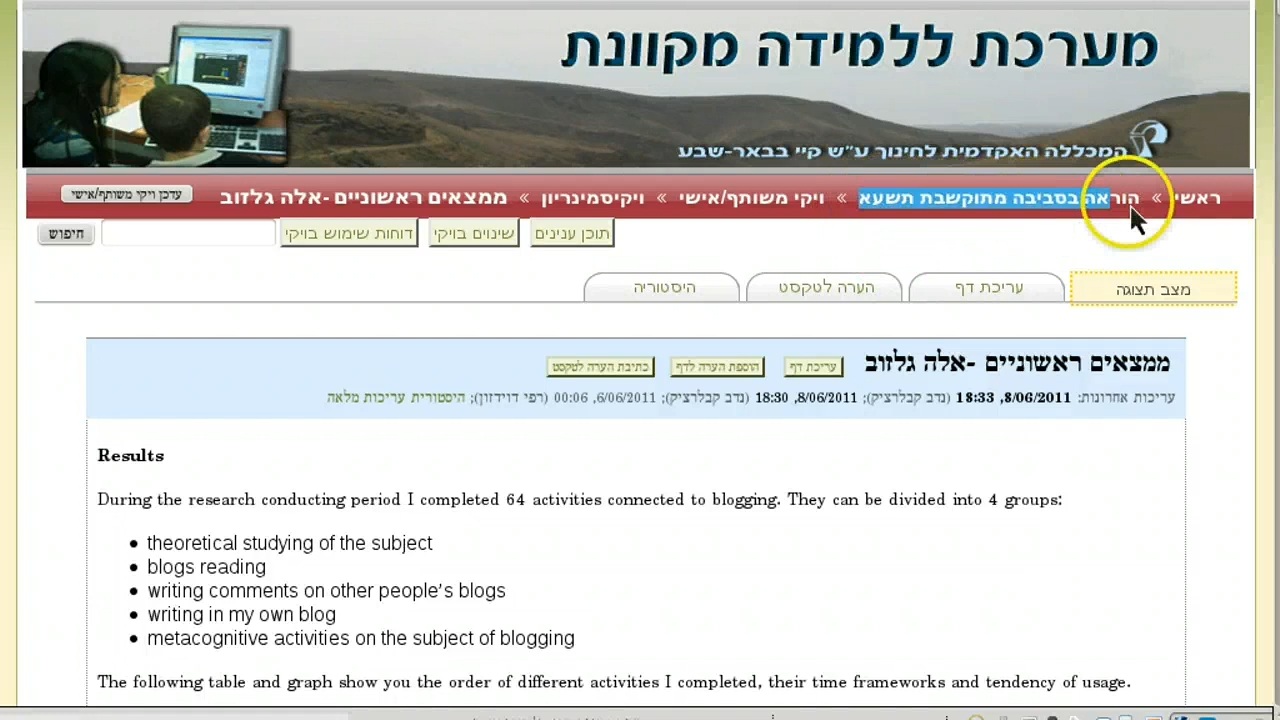 מערכת ללמידה מקוונת
המכללה האקדמית לחינוך ע"ש קיי בבאר-שבע
ראשי » הוראה בסביבה מתוקשבת תשעא » ויקי משותף/אישי » ויקיסמינריון » ממצאים ראשוניים -אלה גלזוב עדכן ויקי משותף/אישי
תוכן ענינים שינוים בויקי דוחות שימוש בויקי חיפוש
מצב תצוגה עריכת דף הערה לטקסט היסטוריה
ממצאים ראשוניים -אלה גלזוב עריכת דף הוספת הערה לדף כתיבת הערה לטקסט
עריכות אחרונות: 8/06/2011, 18:33 (נדב קבלרציק); 8/06/2011, 18:30 (נדב קבלרציק); 6/06/2011, 00:06 (רפי דוידזון); היסטורית עריכות מלאה
Results
During the research conducting period I completed 64 activities connected to blogging. They can be divided into 4 groups:
• theoretical studying of the subject
• blogs reading
• writing comments on other people's blogs
• writing in my own blog
• metacognitive activities on the subject of blogging
The following table and graph show you the order of different activities I completed, their time frameworks and tendency of usage.